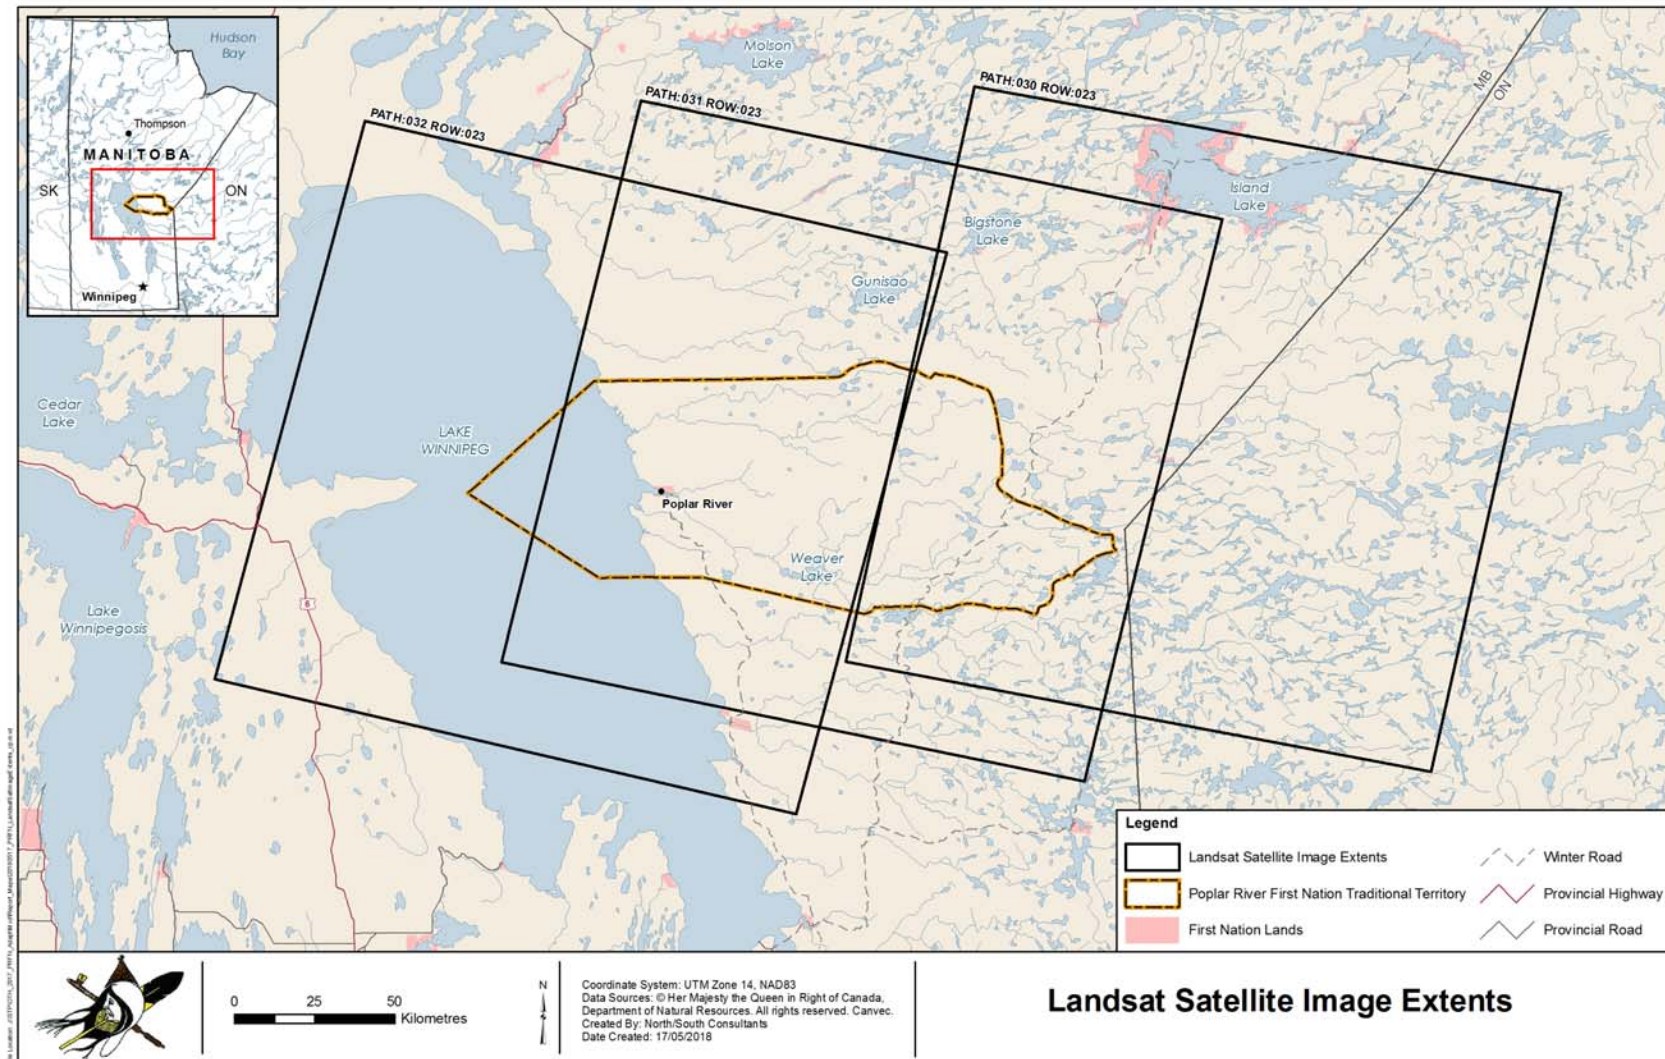 Hudson
Bay
Thompson
MANITOBA
SK
ON
Winnipeg
Molson
Lake
MB
ON
PATH:032 ROW:023
PATH:031 ROW:023
PATH:030 ROW:023
Island
Lake
Bigstone
Lake
Gunisao
Lake
Cedar
Lake
LAKE
WINNIPEG
Poplar River
Weaver
Lake
Lake
Winnipegosis
6
Legend
Landsat Satellite Image Extents
Winter Road
Poplar River First Nation Traditional Territory
Provincial Highway
First Nation Lands
Provincial Road
0 25 50
Kilometres
N
Coordinate System: UTM Zone 14, NAD83
Data Sources: © Her Majesty the Queen in Right of Canada,
Department of Natural Resources. All rights reserved. Canvec.
Created By: North/South Consultants
Date Created: 17/05/2018
Landsat Satellite Image Extents